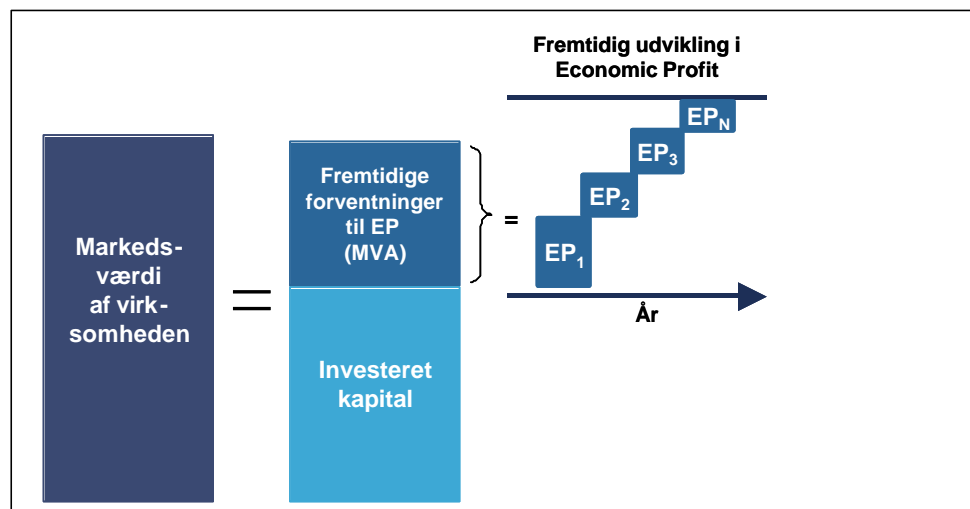 Fremtidig udvikling i
Economic Profit
Markeds-
værdi
af virk-
somheden
=
Fremtidige
forventninger
til EP
(MVA)
Investeret
kapital
=
EP1
EP2
EP3
EPN
År